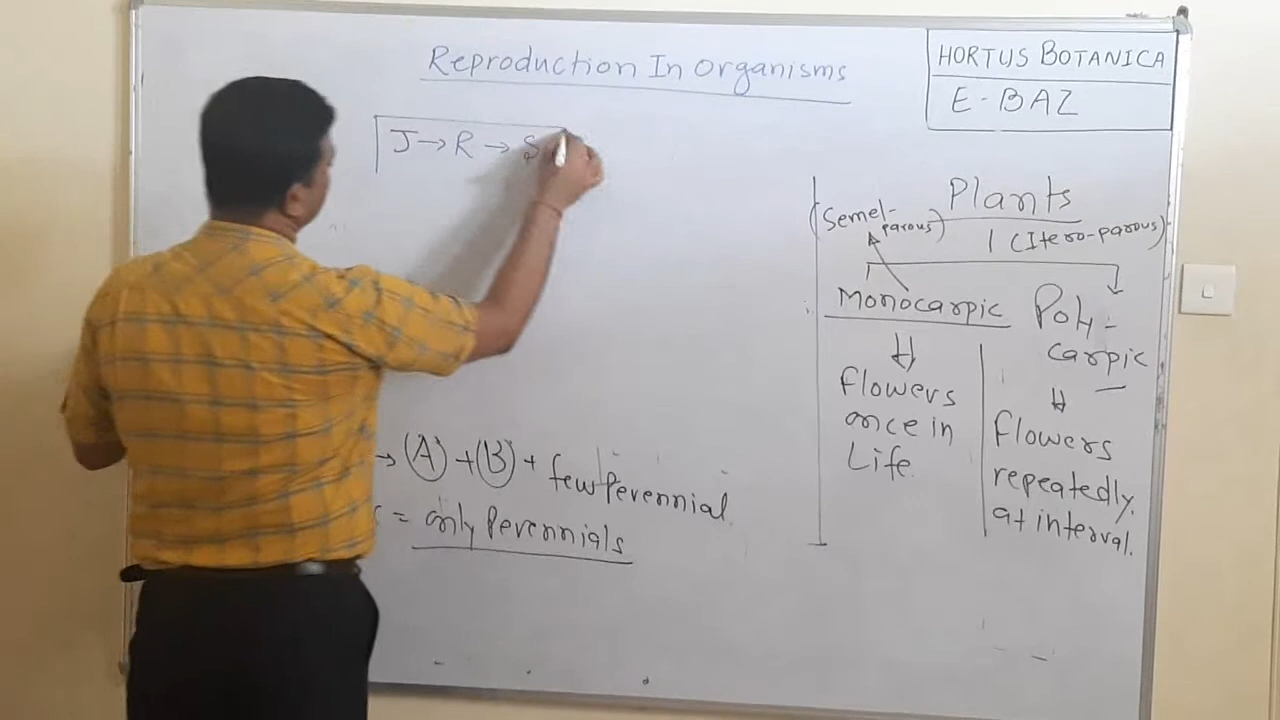 Reproduction In Organisms
HORTUS BOTANICA
E-BAZ
J→R→S
Plants
(Semel-parous)
(Itero-parous)
Monocarpic
Poly-
carpic
⇓
⇓
Flowers
once in
Life.
Flowers
repeatedly.
at interval.
→ (A) + (B) + few Perennial
= only Perennials